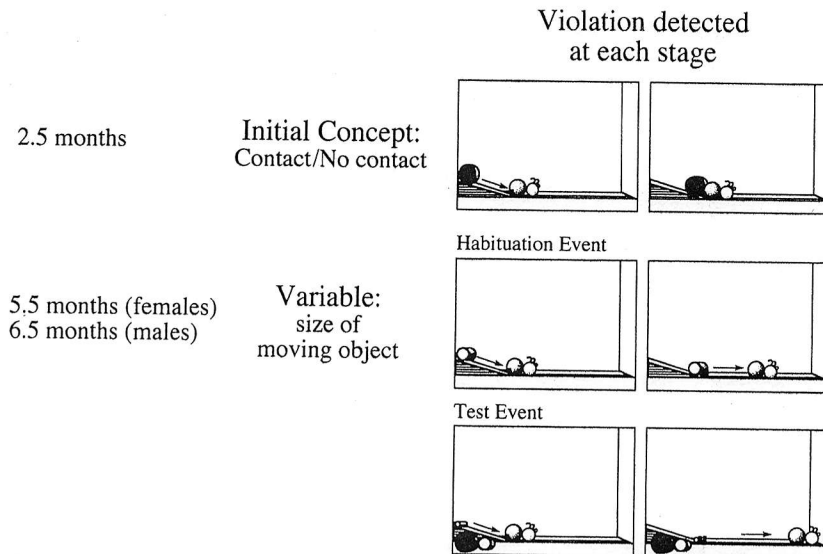 Violation detected
at each stage
2.5 months
Initial Concept:
Contact/No contact
Habituation Event
5.5 months (females)
6.5 months (males)
Variable:
size of
moving object
Test Event